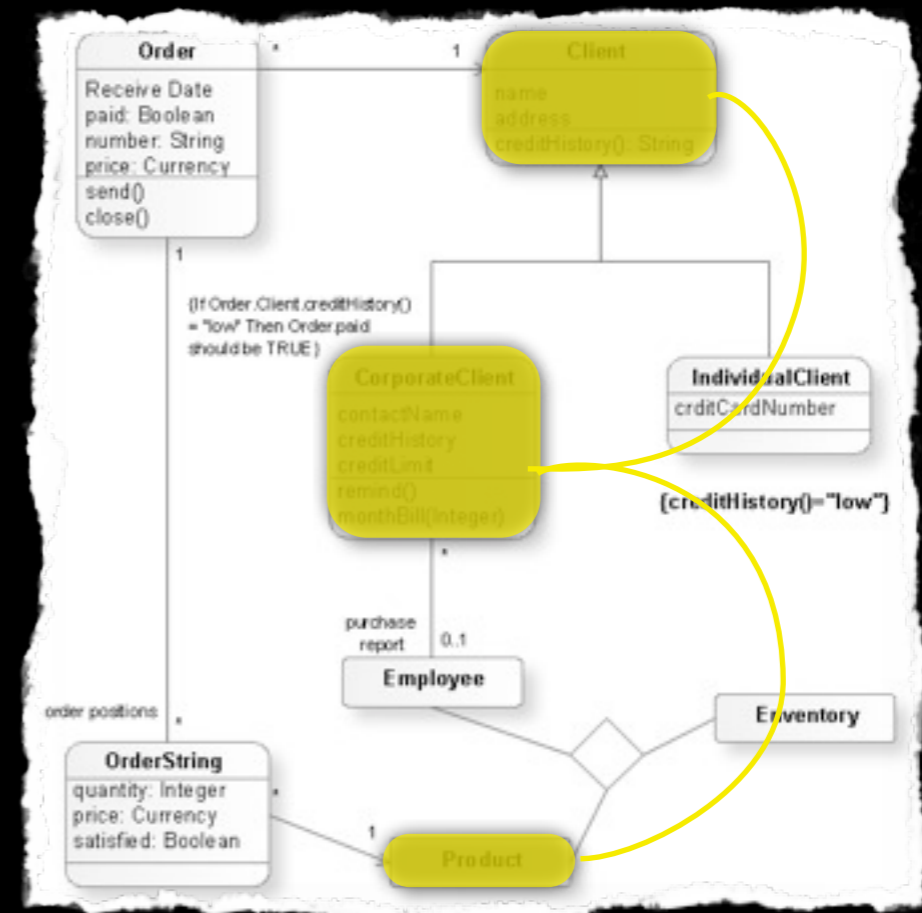 Order
Receive Date
paid: Boolean
number: String
price: Currency
send()
close()
*
1
Client
name
address
creditHistory(): String
1
{If Order.Client.creditHistory()
= "low" Then Order.paid
should be TRUE}
CorporateClient
contactName
creditHistory
creditLimit
remind()
monthBill(Integer)
IndividualClient
crditCardNumber
{creditHistory()="low"}
*
purchase
report
0..1
Employee
Enventory
order positions
*
OrderString
quantity: Integer
price: Currency
satisfied: Boolean
*
1
Product